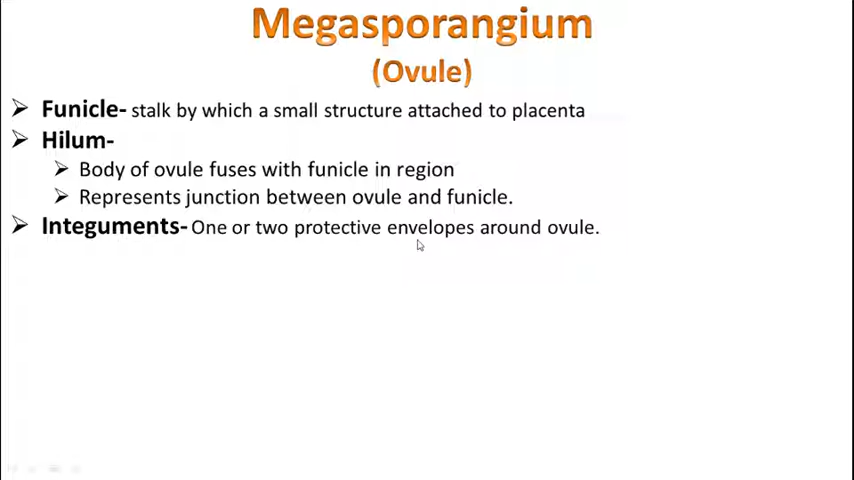 Megasporangium
(Ovule)
Funicle- stalk by which a small structure attached to placenta
Hilum-
Body of ovule fuses with funicle in region
Represents junction between ovule and funicle.
Integuments- One or two protective envelopes around ovule.